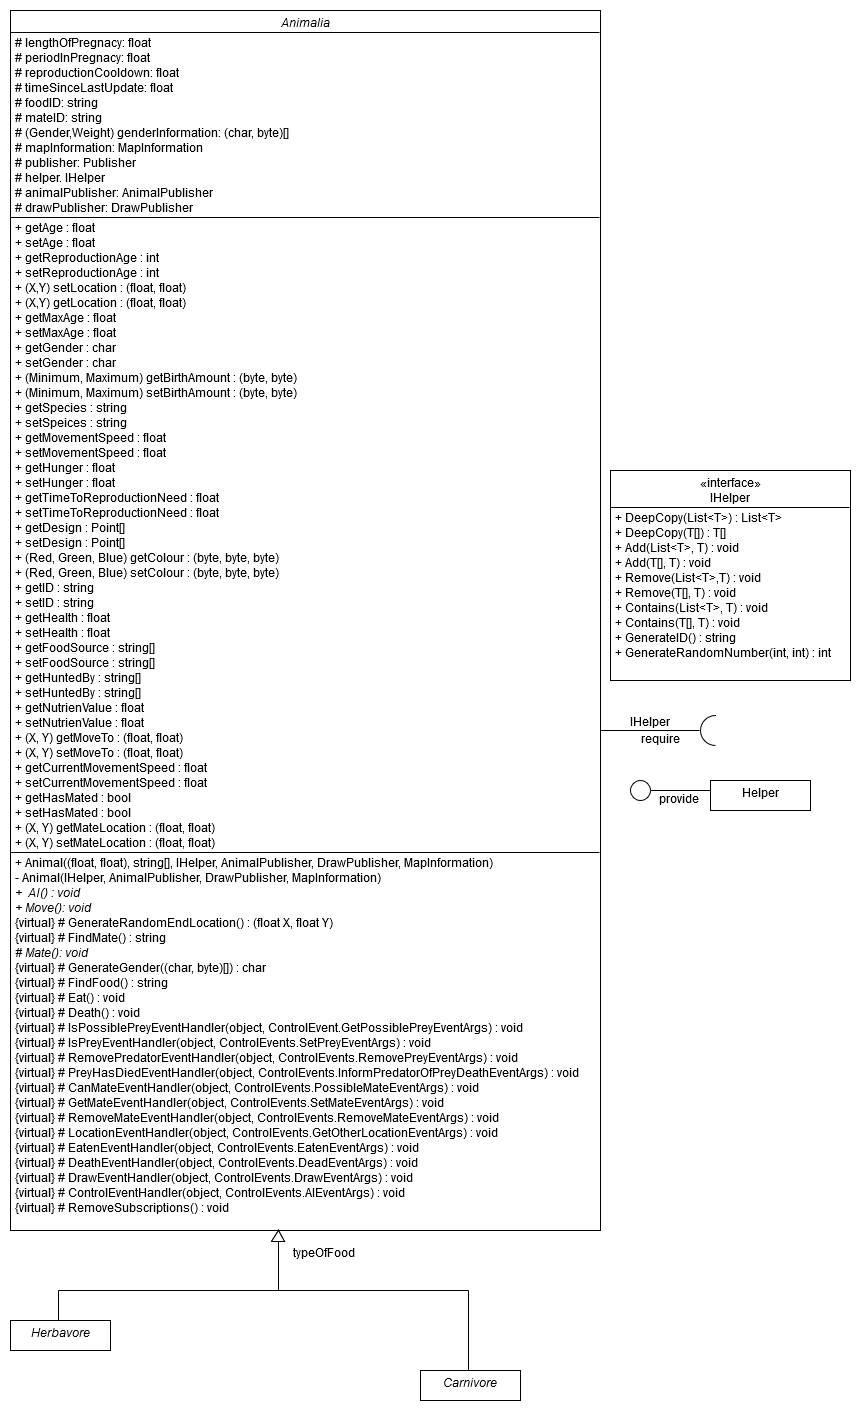 Animalia
# lengthOfPregnacy: float
# periodInPregnacy: float
# reproductionCooldown: float
# timeSinceLastUpdate: float
# foodID: string
# mateID: string
# (Gender,Weight) genderInformation: (char, byte)[]
# mapInformation: MapInformation
# publisher: Publisher
# helper. IHelper
# animalPublisher: AnimalPublisher
# drawPublisher: DrawPublisher
+ getAge : float
+ setAge : float
+ getReproductionAge : int
+ setReproductionAge : int
+ (X,Y) setLocation : (float, float)
+ (X,Y) getLocation : (float, float)
+ getMaxAge : float
+ setMaxAge : float
+ getGender : char
+ setGender : char
+ (Minimum, Maximum) getBirthAmount : (byte, byte)
+ (Minimum, Maximum) setBirthAmount : (byte, byte)
+ getSpecies : string
+ setSpeices : string
+ getMovementSpeed : float
+ setMovementSpeed : float
+ getHunger : float
+ setHunger : float
+ getTimeToReproductionNeed : float
+ setTimeToReproductionNeed : float
+ getDesign : Point[]
+ setDesign : Point[]
+ (Red, Green, Blue) getColour : (byte, byte, byte)
+ (Red, Green, Blue) setColour : (byte, byte, byte)
+ getID : string
+ setID : string
+ getHealth : float
+ setHealth : float
+ getFoodSource : string[]
+ setFoodSource : string[]
+ getHuntedBy : string[]
+ setHuntedBy : string[]
+ getNutrienValue : float
+ setNutrienValue : float
+ (X, Y) getMoveTo : (float, float)
+ (X, Y) setMoveTo : (float, float)
+ getCurrentMovementSpeed : float
+ setCurrentMovementSpeed : float
+ getHasMated : bool
+ setHasMated : bool
+ (X, Y) getMateLocation : (float, float)
+ (X, Y) setMateLocation : (float, float)
+ Animal((float, float), string[], IHelper, AnimalPublisher, DrawPublisher, MapInformation)
- Animal(IHelper, AnimalPublisher, DrawPublisher, MapInformation)
+ AI() : void
+ Move(): void
{virtual} # GenerateRandomEndLocation() : (float X, float Y)
{virtual} # FindMate() : string
# Mate(): void
{virtual} # GenerateGender((char, byte)[]) : char
{virtual} # FindFood() : string
{virtual} # Eat() : void
{virtual} # Death() : void
{virtual} # IsPossiblePreyEventHandler(object, ControlEvent.GetPossiblePreyEventArgs) : void
{virtual} # IsPreyEventHandler(object, ControlEvents.SetPreyEventArgs) : void
{virtual} # RemovePredatorEventHandler(object, ControlEvents.RemovePreyEventArgs) : void
{virtual} # PreyHasDiedEventHandler(object, ControlEvents.InformPredatorOfPreyDeathEventArgs) : void
{virtual} # CanMateEventHandler(object, ControlEvents.PossibleMateEventArgs) : void
{virtual} # GetMateEventHandler(object, ControlEvents.SetMateEventArgs) : void
{virtual} # RemoveMateEventHandler(object, ControlEvents.RemoveMateEventArgs) : void
{virtual} # LocationEventHandler(object, ControlEvents.GetOtherLocationEventArgs) : void
{virtual} # EatenEventHandler(object, ControlEvents.EatenEventArgs) : void
{virtual} # DeathEventHandler(object, ControlEvents.DeadEventArgs) : void
{virtual} # DrawEventHandler(object, ControlEvents.DrawEventArgs) : void
{virtual} # ControlEventHandler(object, ControlEvents.AIEventArgs) : void
{virtual} # RemoveSubscriptions() : void
«interface»
IHelper
+ DeepCopy(List<T>) : List<T>
+ DeepCopy(T[]) : T[]
+ Add(List<T>, T) : void
+ Add(T[], T) : void
+ Remove(List<T>,T) : void
+ Remove(T[], T) : void
+ Contains(List<T>, T) : void
+ Contains(T[], T) : void
+ GenerateID() : string
+ GenerateRandomNumber(int, int) : int
IHelper
require
provide
Helper
typeOfFood
Herbavore
Carnivore